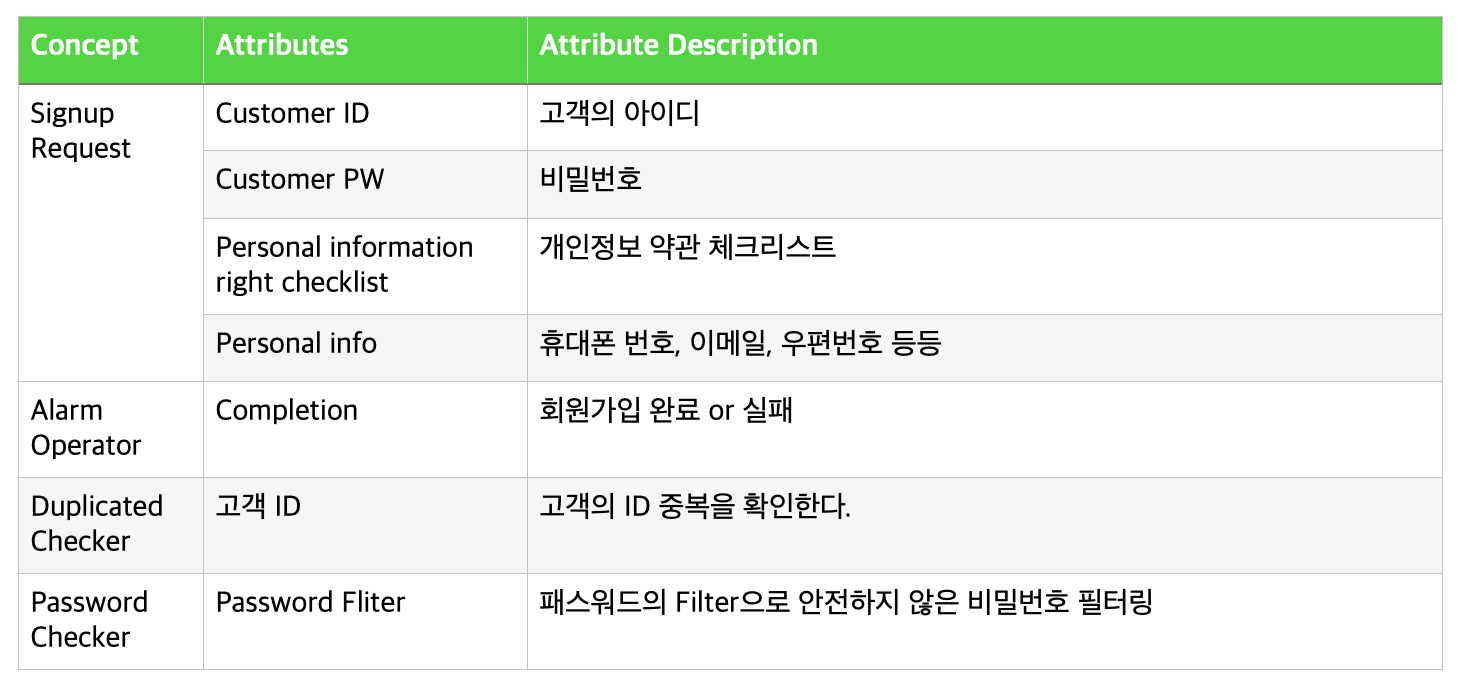 Concept Attributes Attribute Description
Signup
Request
Customer ID 고객의 아이디
Customer PW 비밀번호
Personal information
right checklist
개인정보 약관 체크리스트
Personal info 휴대폰 번호, 이메일, 우편번호 등등
Alarm
Operator
Completion 회원가입 완료 or 실패
Duplicated
Checker
고객 ID 고객의 ID 중복을 확인한다.
Password
Checker
Password Fliter 패스워드의 Filter으로 안전하지 않은 비밀번호 필터링